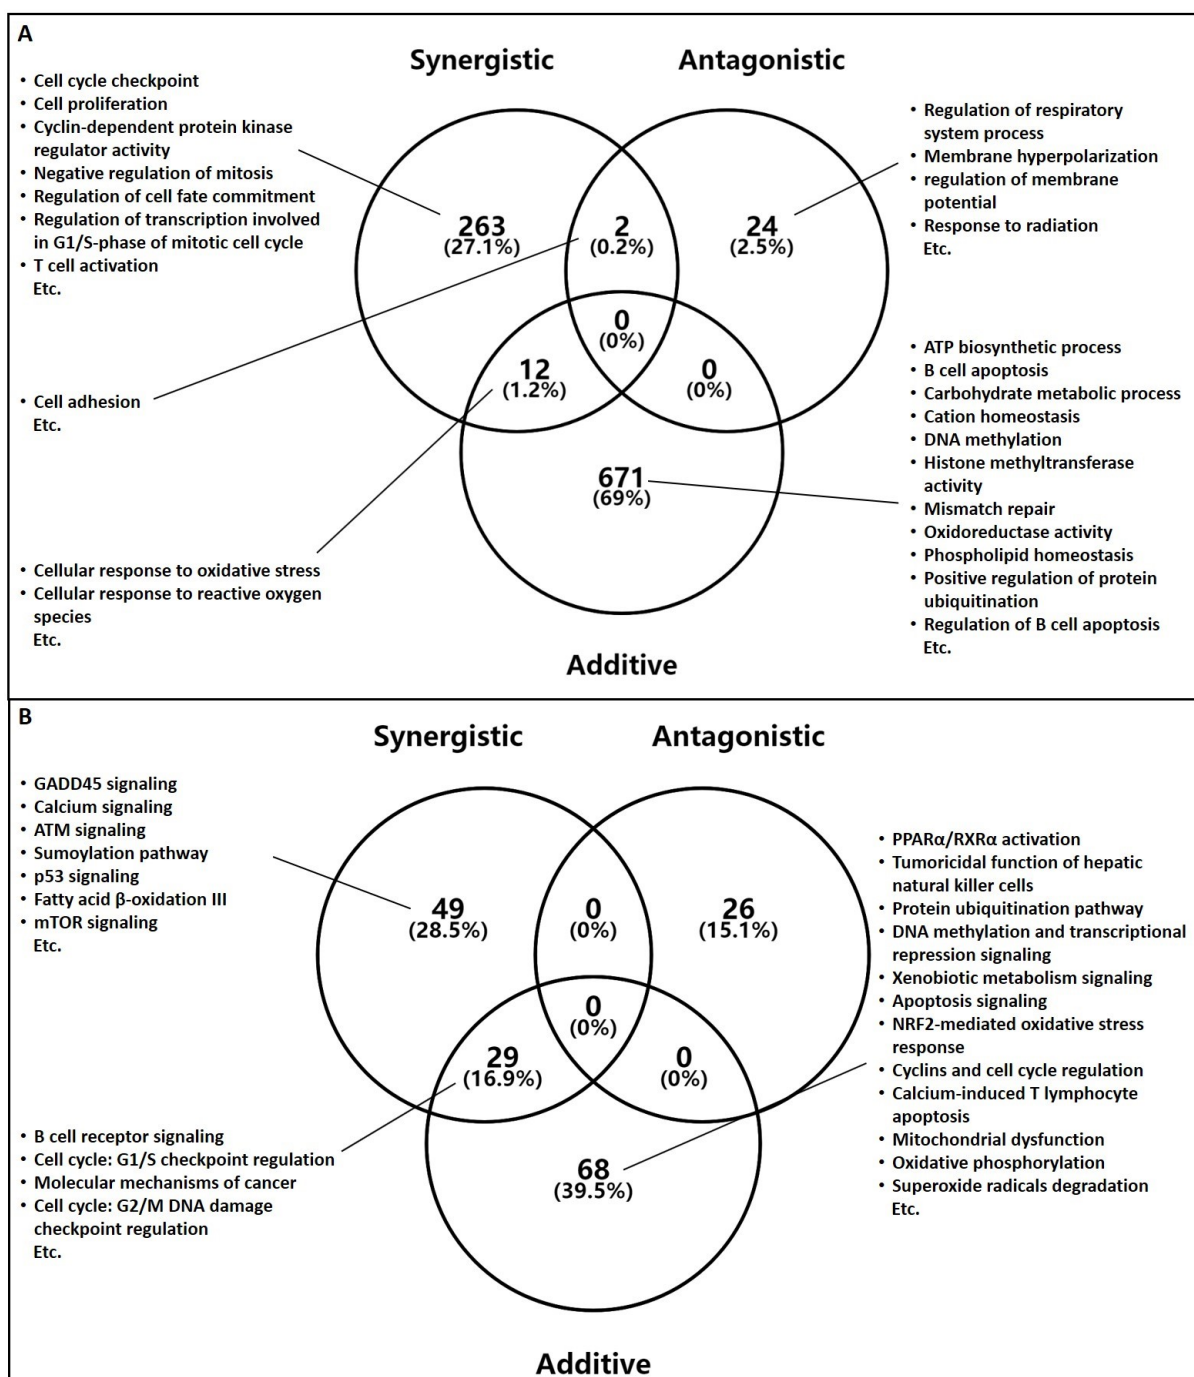 A
Synergistic
Antagonistic
• Cell cycle checkpoint
• Cell proliferation
• Cyclin-dependent protein kinase
regulator activity
• Negative regulation of mitosis
• Regulation of cell fate commitment
• Regulation of transcription involved
in G1/S-phase of mitotic cell cycle
• T cell activation
Etc.
• Cell adhesion
Etc.
• Cellular response to oxidative stress
• Cellular response to reactive oxygen
species
Etc.
263
(27.1%)
2
(0.2%)
24
(2.5%)
0
(0%)
12
(1.2%)
0
(0%)
671
(69%)
• Regulation of respiratory
system process
• Membrane hyperpolarization
• regulation of membrane
potential
• Response to radiation
Etc.
• ATP biosynthetic process
• B cell apoptosis
• Carbohydrate metabolic process
• Cation homeostasis
• DNA methylation
• Histone methyltransferase
activity
• Mismatch repair
• Oxidoreductase activity
• Phospholipid homeostasis
• Positive regulation of protein
ubiquitination
• Regulation of B cell apoptosis
Etc.
Additive
B
Synergistic
Antagonistic
• GADD45 signaling
• Calcium signaling
• ATM signaling
• Sumoylation pathway
• p53 signaling
• Fatty acid β-oxidation III
• mTOR signaling
Etc.
• B cell receptor signaling
• Cell cycle: G1/S checkpoint regulation
• Molecular mechanisms of cancer
• Cell cycle: G2/M DNA damage
checkpoint regulation
Etc.
49
(28.5%)
0
(0%)
26
(15.1%)
0
(0%)
29
(16.9%)
0
(0%)
68
(39.5%)
• PPARα/RXRα activation
• Tumoricidal function of hepatic
natural killer cells
• Protein ubiquitination pathway
• DNA methylation and transcriptional
repression signaling
• Xenobiotic metabolism signaling
• Apoptosis signaling
• NRF2-mediated oxidative stress
response
• Cyclins and cell cycle regulation
• Calcium-induced T lymphocyte
apoptosis
• Mitochondrial dysfunction
• Oxidative phosphorylation
• Superoxide radicals degradation
Etc.
Additive